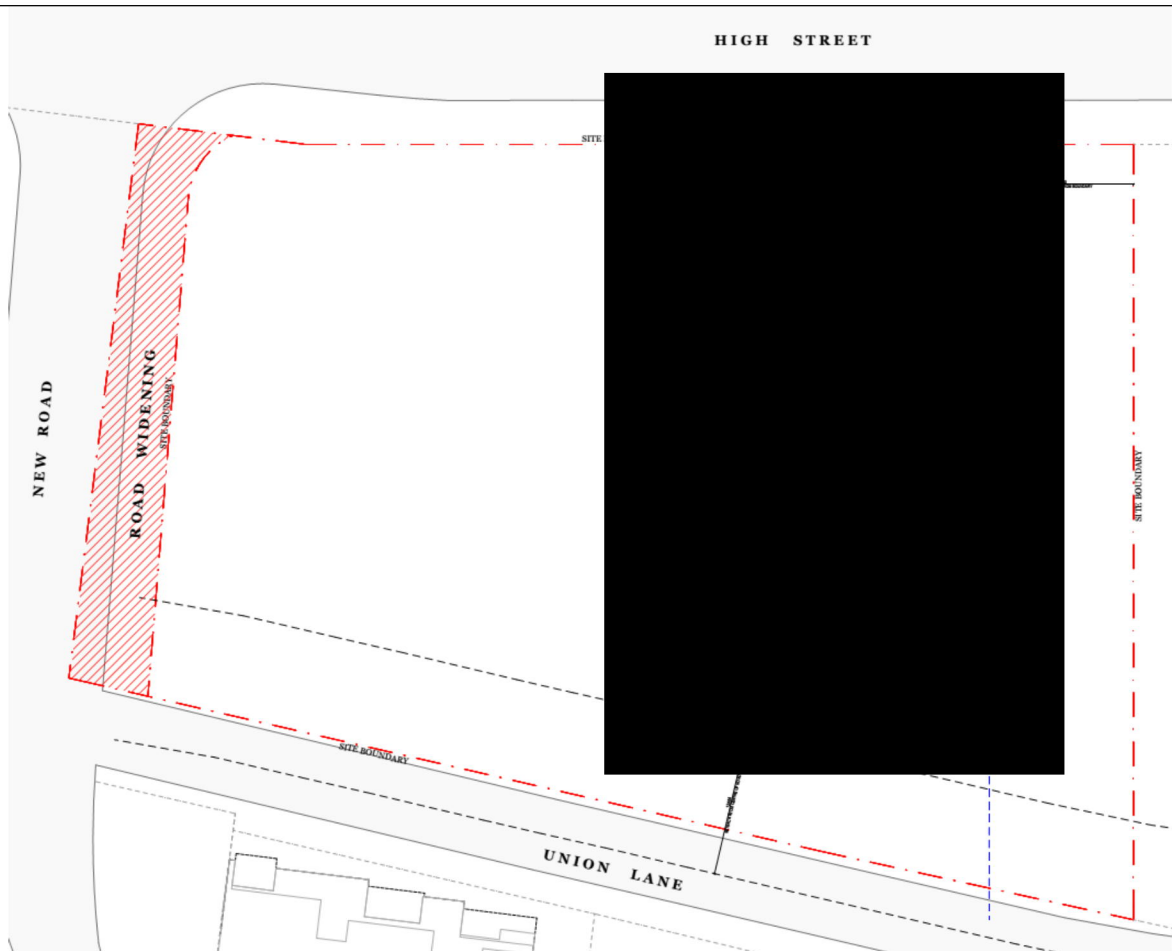 HIGH STREET
SITE
NEW ROAD
ROAD WIDENING
SITE BOUNDARY
SITE BOUNDARY
SITE BOUNDARY
UNION LANE